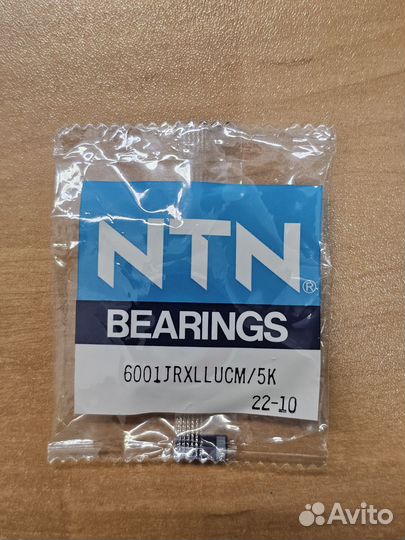 NTN®
BEARINGS
6001JRXLLUCM/5K
22-10
Avito